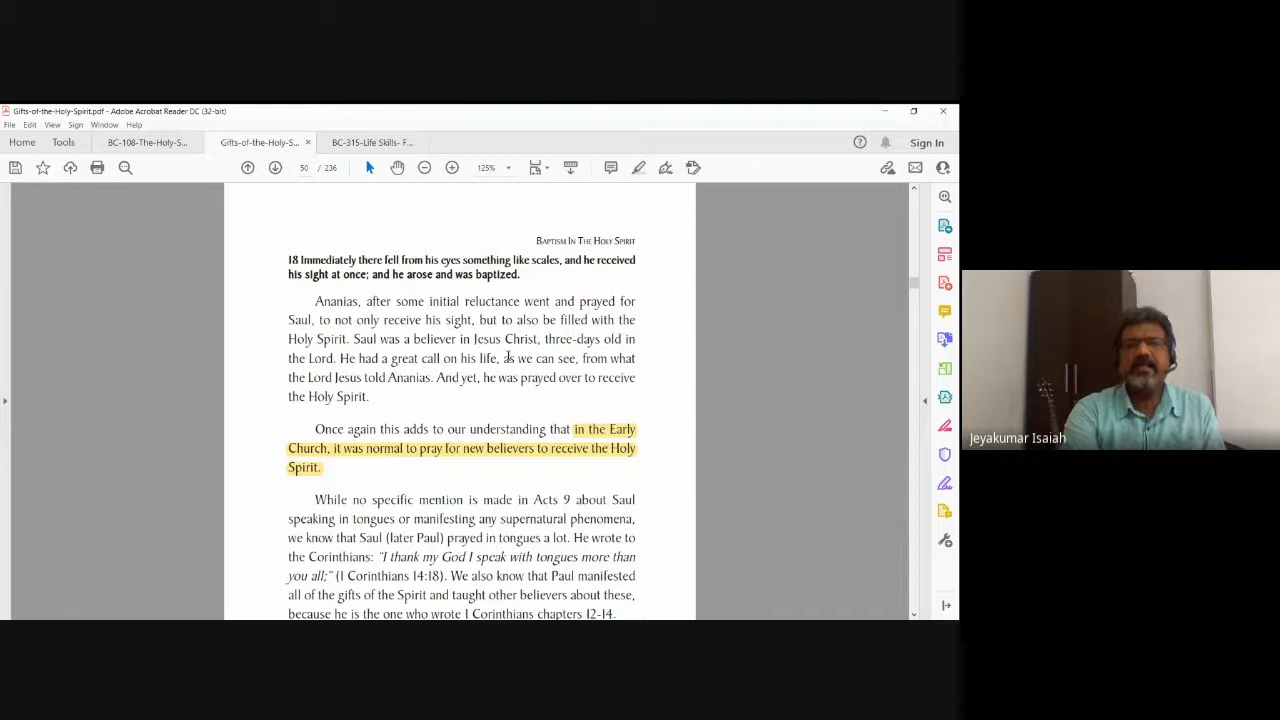 Gifts-of-the-Holy-Spirit.pdf - Adobe Acrobat Reader DC (32-bit)
File Edit View Sign Window Help
Home Tools BC-108-The-Holy-S... Gifts-of-the-Holy-S... × BC-315-Life Skills- F... Sign In
50 / 236 125%
BAPTISM IN THE HOLY SPIRIT
18 Immediately there fell from his eyes something like scales, and he received
his sight at once; and he arose and was baptized.
Ananias, after some initial reluctance went and prayed for
Saul, to not only receive his sight, but to also be filled with the
Holy Spirit. Saul was a believer in Jesus Christ, three-days old in
the Lord. He had a great call on his life, as we can see, from what
the Lord Jesus told Ananias. And yet, he was prayed over to receive
the Holy Spirit.
Once again this adds to our understanding that in the Early
Church, it was normal to pray for new believers to receive the Holy
Spirit.
While no specific mention is made in Acts 9 about Saul
speaking in tongues or manifesting any supernatural phenomena,
we know that Saul (later Paul) prayed in tongues a lot. He wrote to
the Corinthians: "I thank my God I speak with tongues more than
you all;" (1 Corinthians 14:18). We also know that Paul manifested
all of the gifts of the Spirit and taught other believers about these,
because he is the one who wrote 1 Corinthians chapters 12-14.
Jeyakumar Isaiah